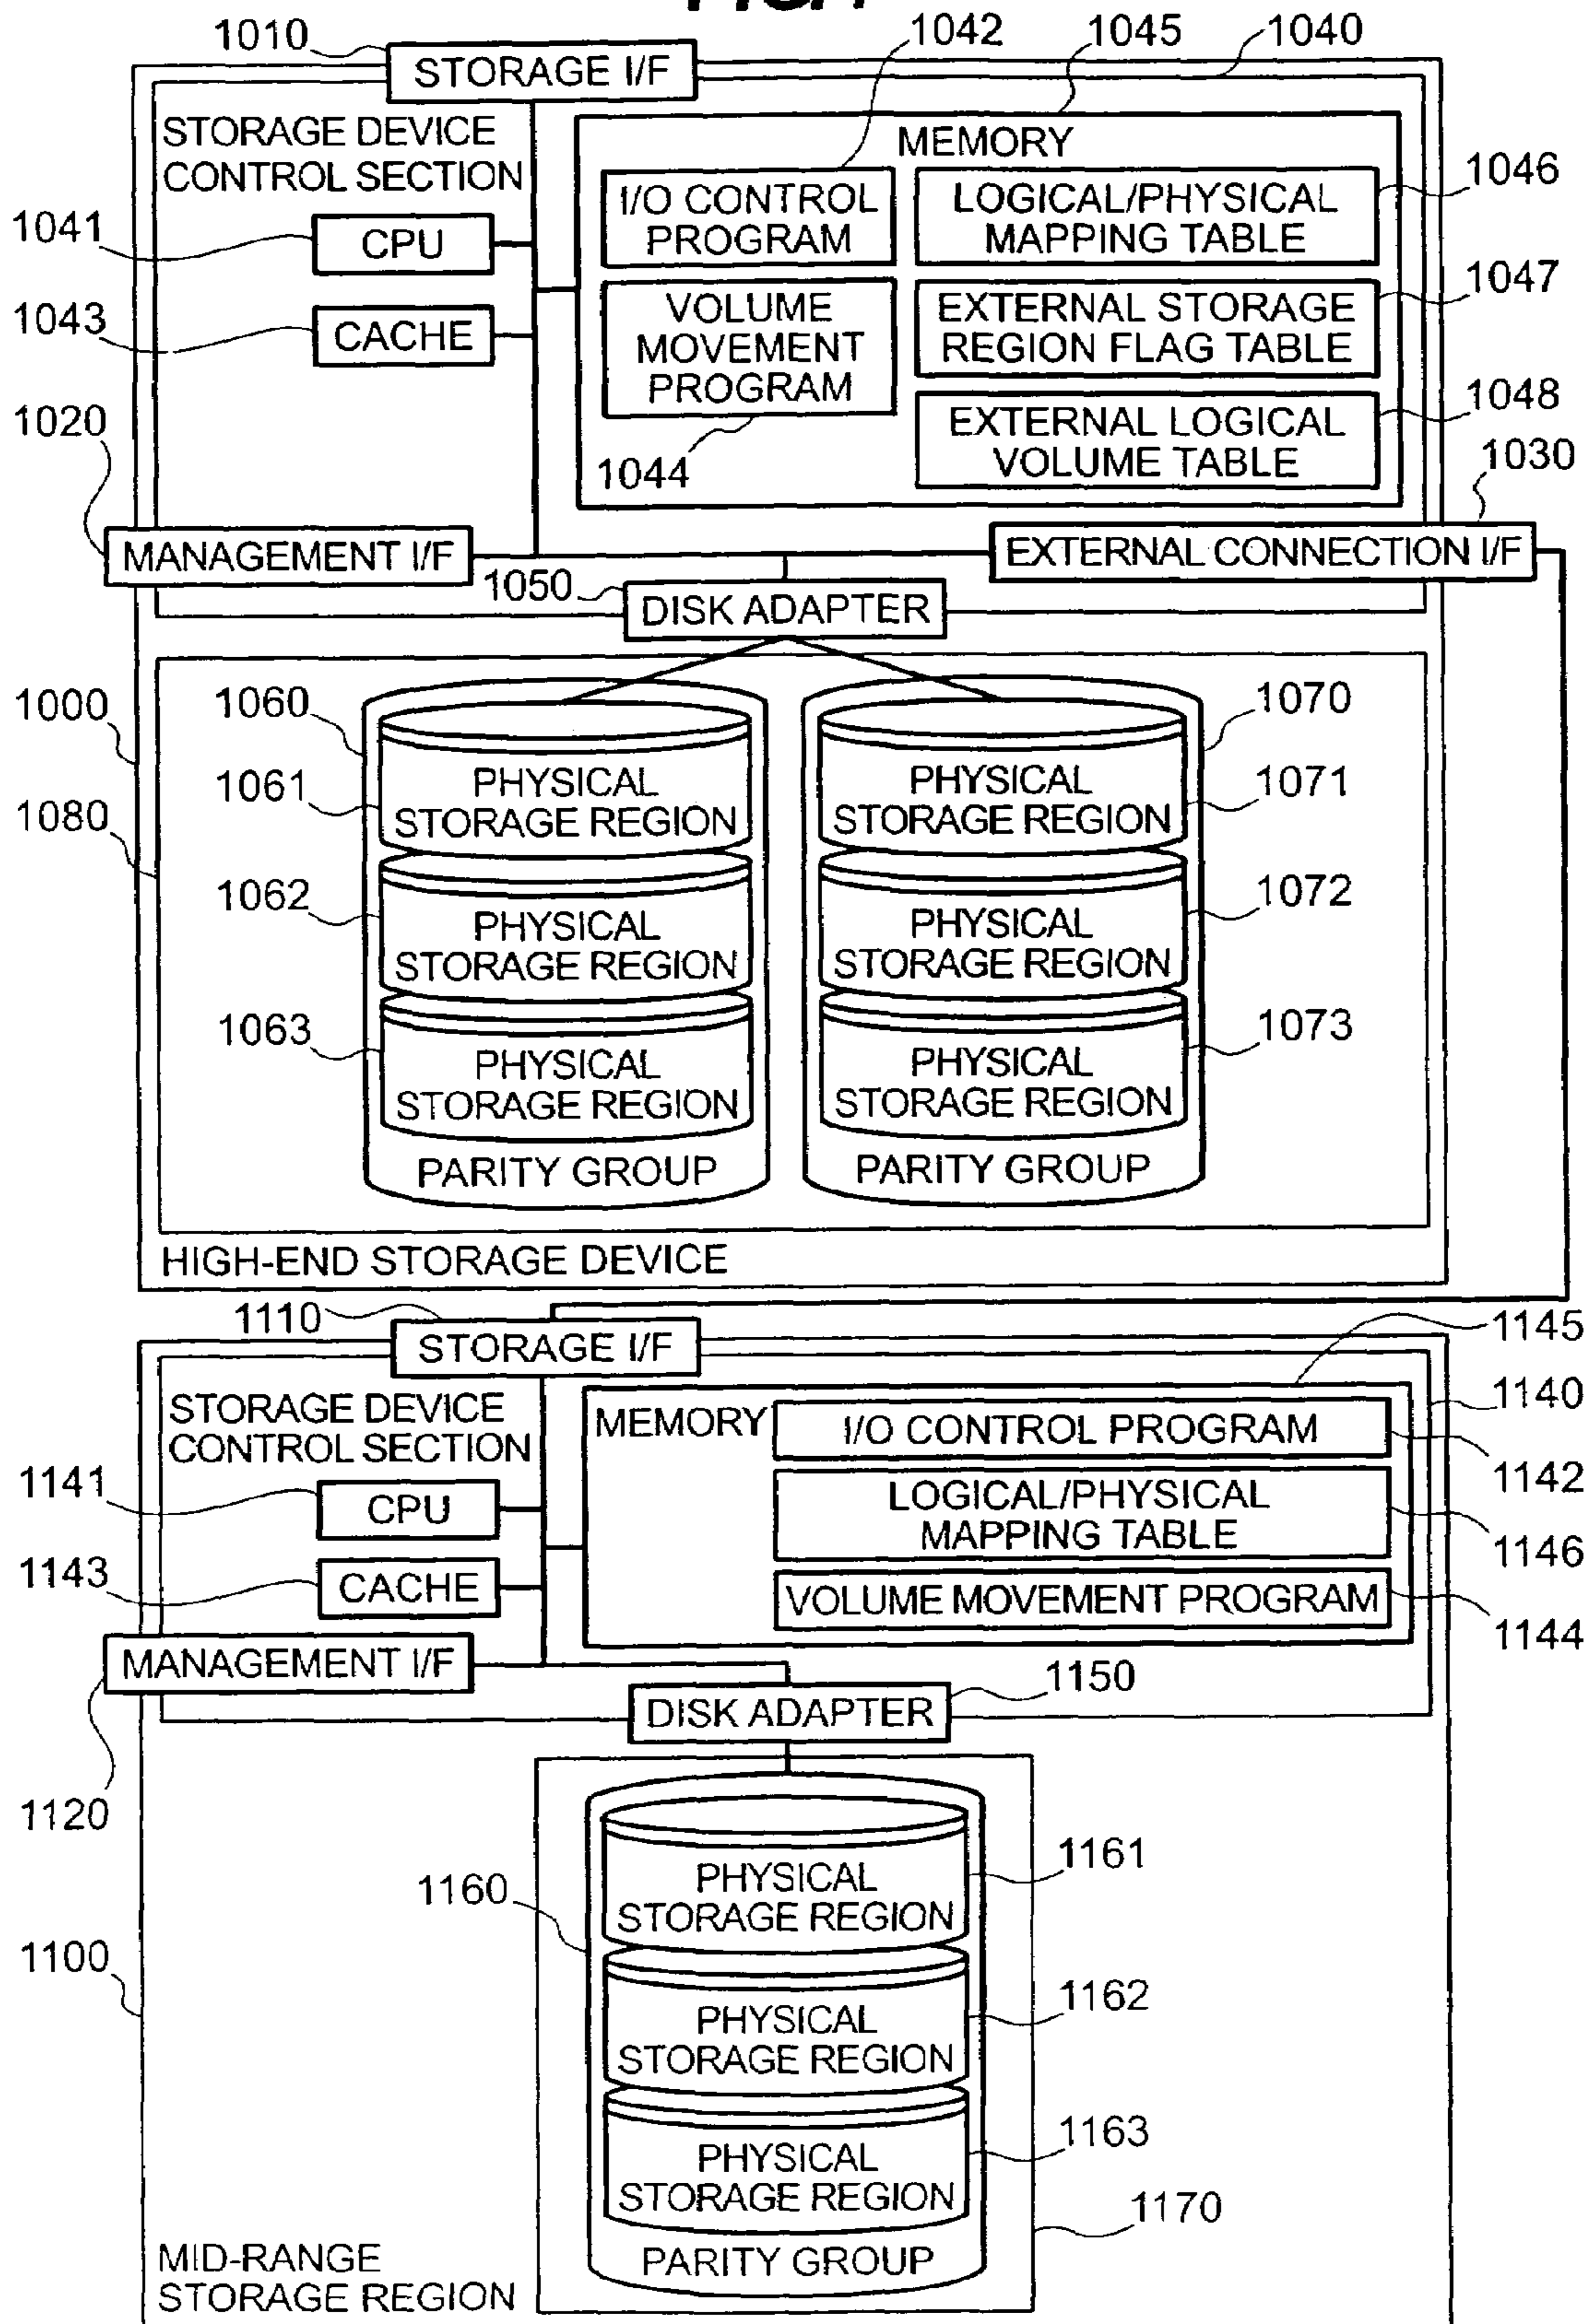 1010
STORAGE I/F
1042
1045
1040
STORAGE DEVICE
CONTROL SECTION
MEMORY
I/O CONTROL
PROGRAM
LOGICAL/PHYSICAL
MAPPING TABLE
1046
1041
CPU
VOLUME
MOVEMENT
PROGRAM
EXTERNAL STORAGE
REGION FLAG TABLE
1047
1043
CACHE
1044
EXTERNAL LOGICAL
VOLUME TABLE
1048
1020
MANAGEMENT I/F
1030
EXTERNAL CONNECTION I/F
1050
DISK ADAPTER
1000
1080
1060
1061
PHYSICAL
STORAGE REGION
1062
PHYSICAL
STORAGE REGION
1063
PHYSICAL
STORAGE REGION
PARITY GROUP
1070
PHYSICAL
STORAGE REGION
1071
PHYSICAL
STORAGE REGION
1072
PHYSICAL
STORAGE REGION
1073
PARITY GROUP
HIGH-END STORAGE DEVICE
1110
STORAGE I/F
1145
1140
STORAGE DEVICE
CONTROL SECTION
MEMORY
I/O CONTROL PROGRAM
1142
1141
CPU
LOGICAL/PHYSICAL
MAPPING TABLE
1146
1143
CACHE
VOLUME MOVEMENT PROGRAM
1144
MANAGEMENT I/F
1120
DISK ADAPTER
1150
1100
1160
PHYSICAL
STORAGE REGION
1161
PHYSICAL
STORAGE REGION
1162
PHYSICAL
STORAGE REGION
1163
PARITY GROUP
1170
MID-RANGE
STORAGE REGION